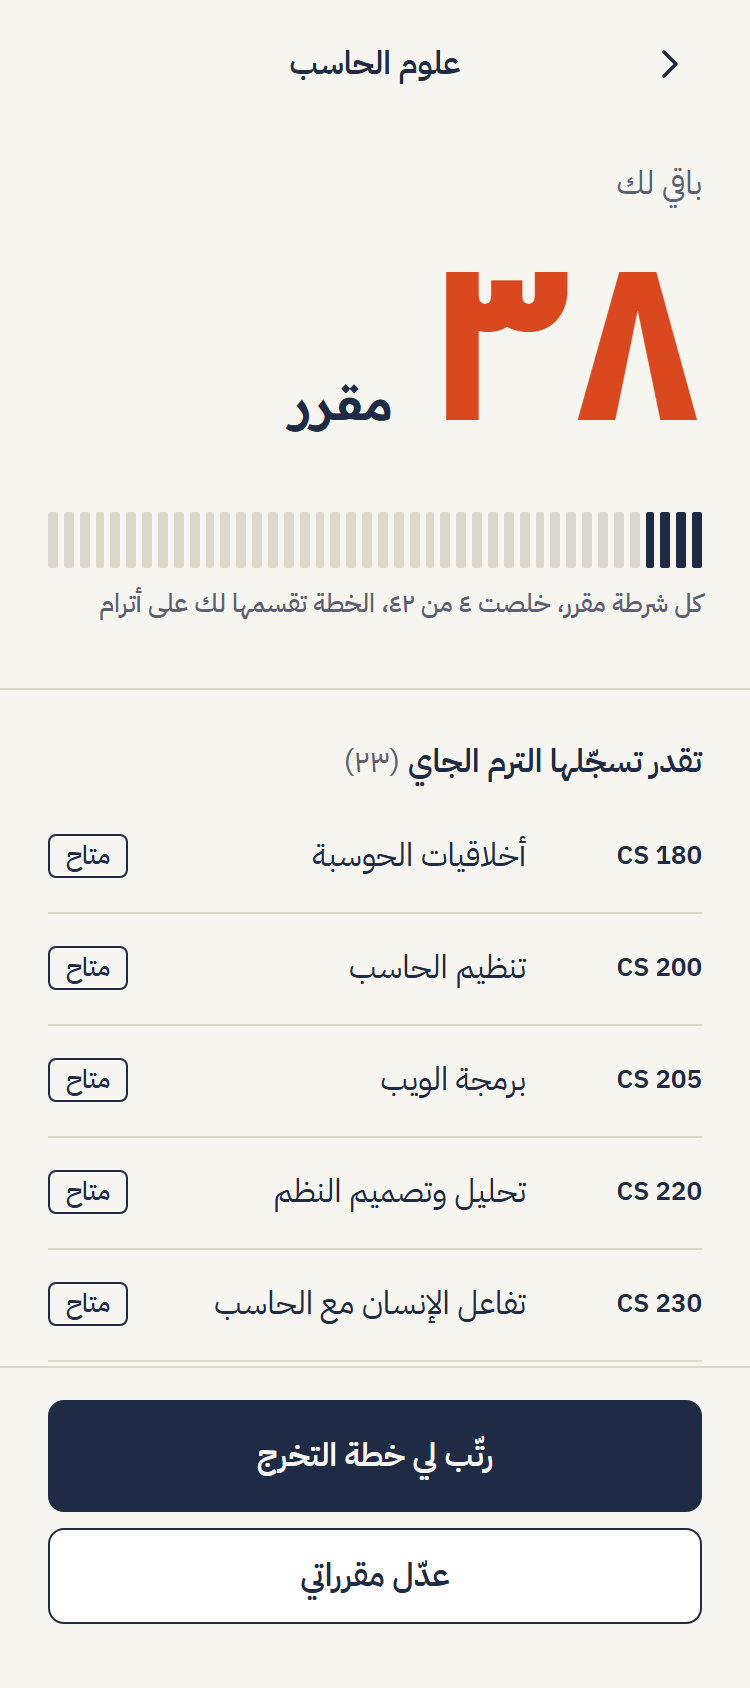 علوم الحاسب
باقي لك
٣٨ مقرر
كل شرطة مقرر، خلصت ٤ من ٤٢، الخطة تقسمها لك على أترام
تقدر تسجّلها الترم الجاي (٢٣)
CS 180 أخلاقيات الحوسبة متاح
CS 200 تنظيم الحاسب متاح
CS 205 برمجة الويب متاح
CS 220 تحليل وتصميم النظم متاح
CS 230 تفاعل الإنسان مع الحاسب متاح
رتّب لي خطة التخرج
عدّل مقرراتي